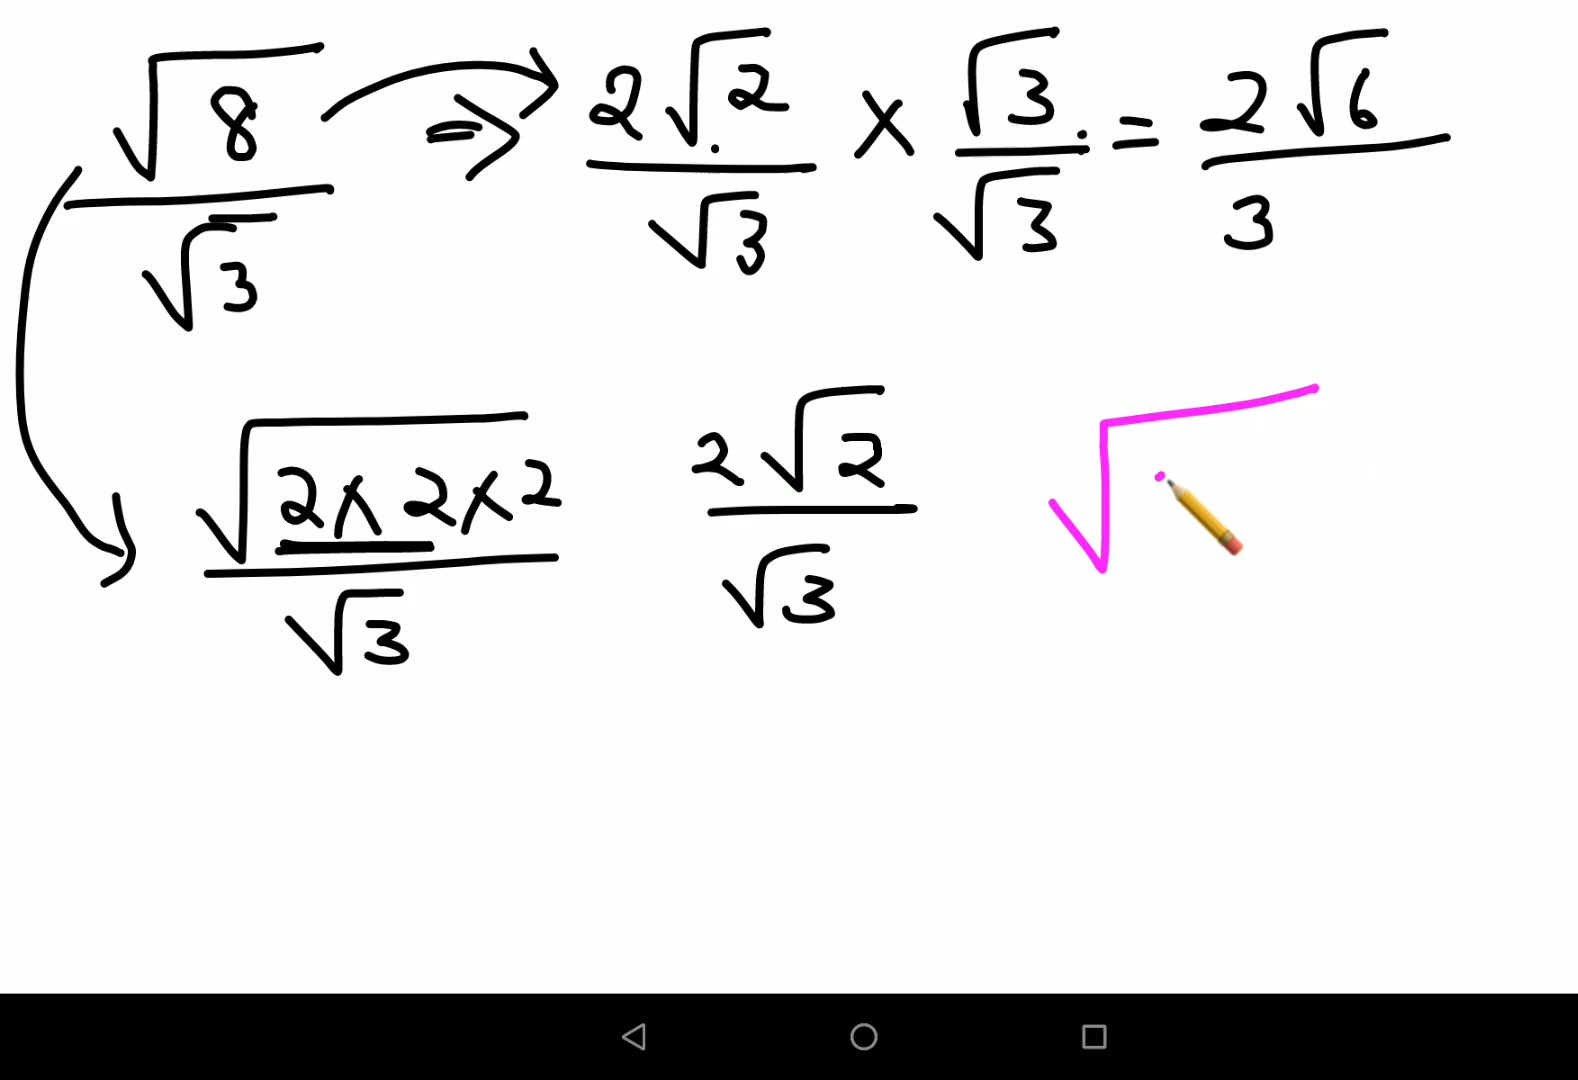 √8/√3 ⇒ 2√2/√3 × √3/√3 = 2√6/3
√(2×2×2)/√3 2√2/√3 √